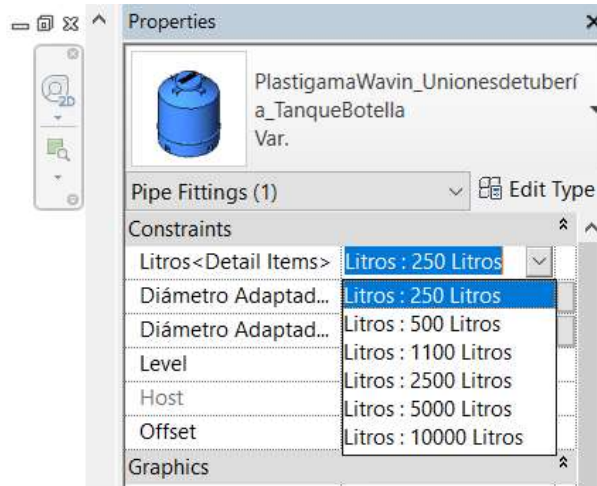 Properties
2D
PlastigamaWavin_Unionesdetuberí
a_TanqueBotella
Var.
Pipe Fittings (1)
Edit Type
Constraints
Litros<Detail Items>
Litros : 250 Litros
Diámetro Adaptad...
Litros : 250 Litros
Diámetro Adaptad...
Litros : 500 Litros
Level
Litros : 1100 Litros
Host
Litros : 2500 Litros
Offset
Litros : 5000 Litros
Litros : 10000 Litros
Graphics